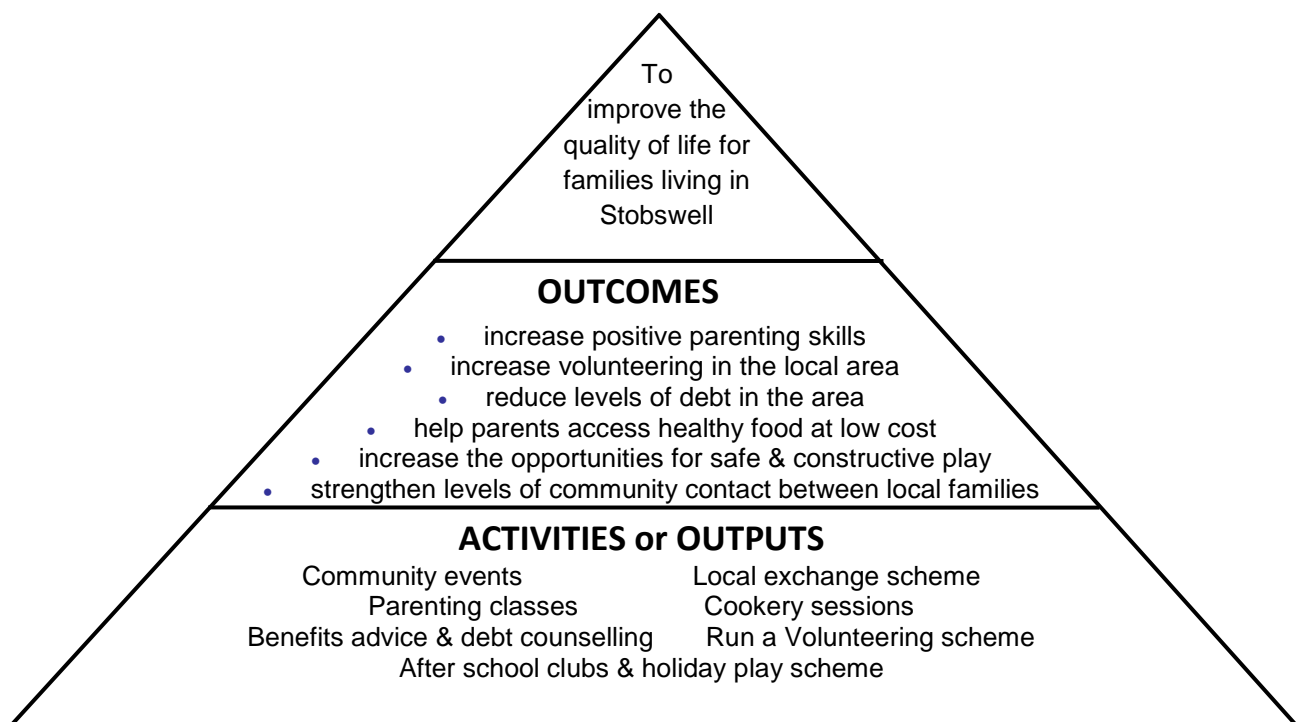 To
improve the
quality of life for
families living in
Stobswell
OUTCOMES
• increase positive parenting skills
• increase volunteering in the local area
• reduce levels of debt in the area
• help parents access healthy food at low cost
• increase the opportunities for safe & constructive play
• strengthen levels of community contact between local families
ACTIVITIES or OUTPUTS
Community events Local exchange scheme
Parenting classes Cookery sessions
Benefits advice & debt counselling Run a Volunteering scheme
After school clubs & holiday play scheme